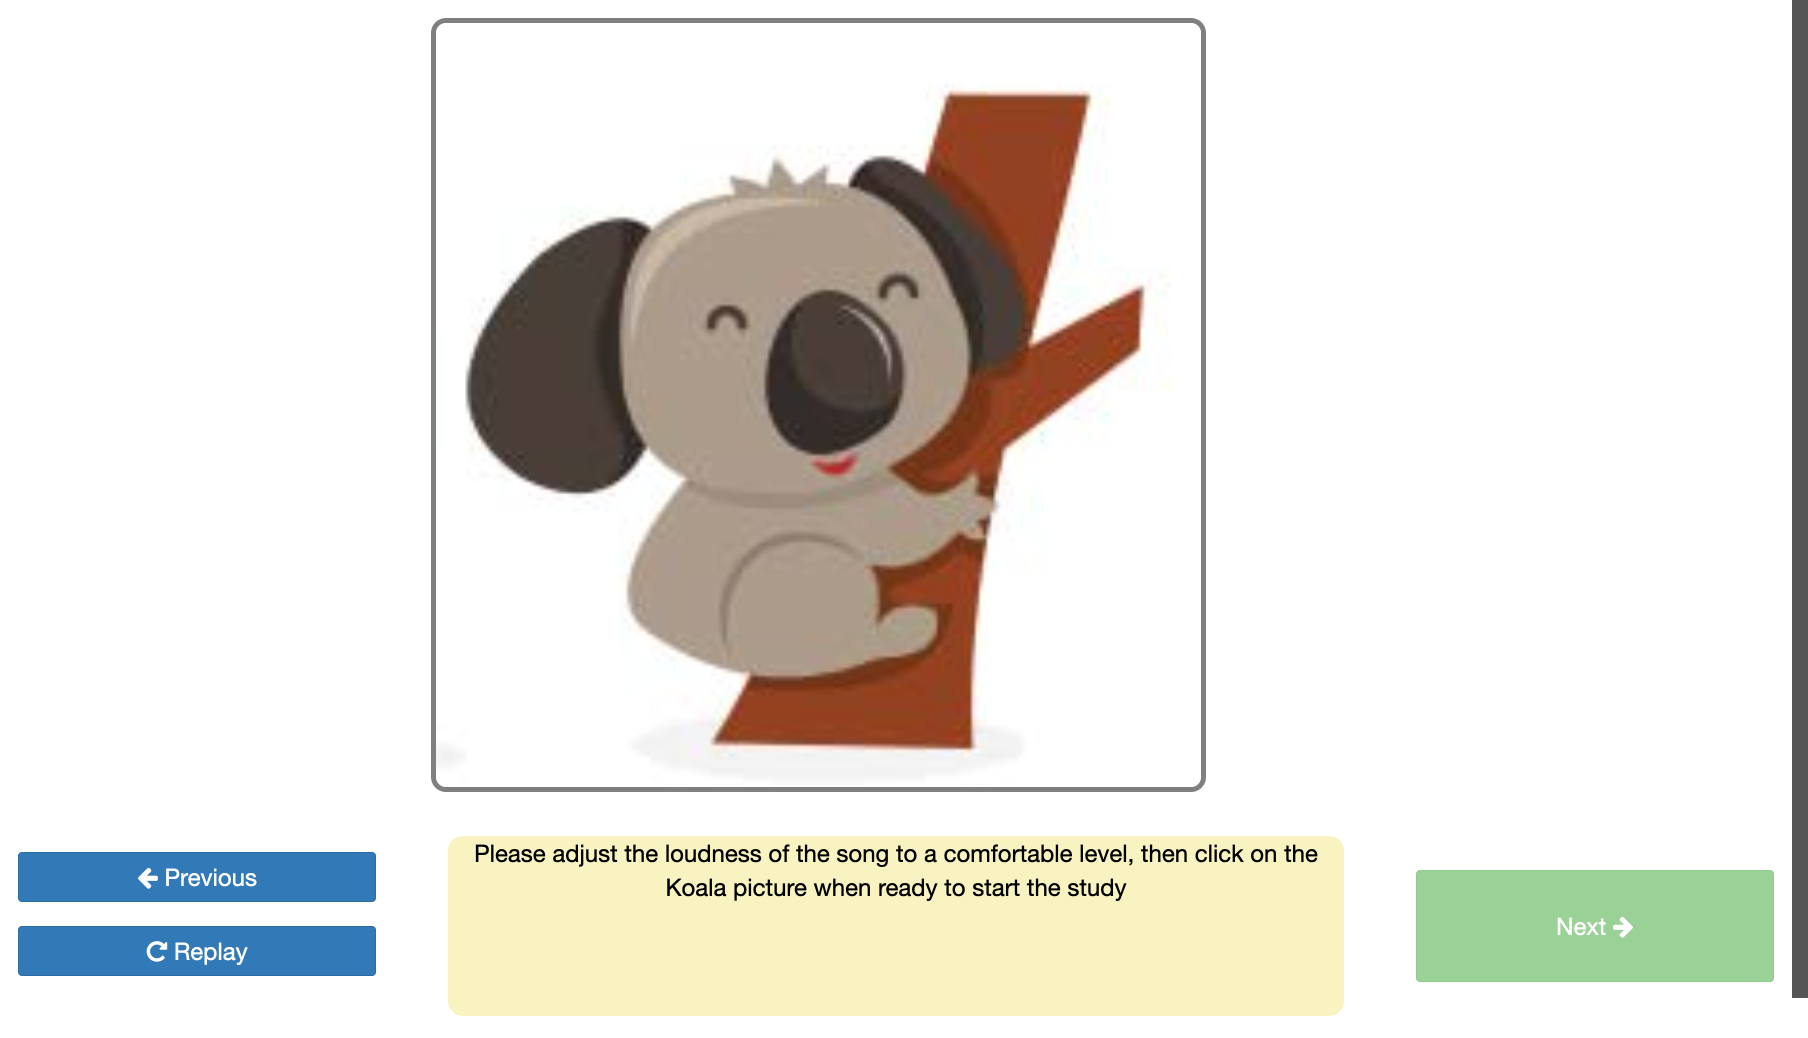 Please adjust the loudness of the song to a comfortable level, then click on the
Koala picture when ready to start the study
Previous
Replay
Next